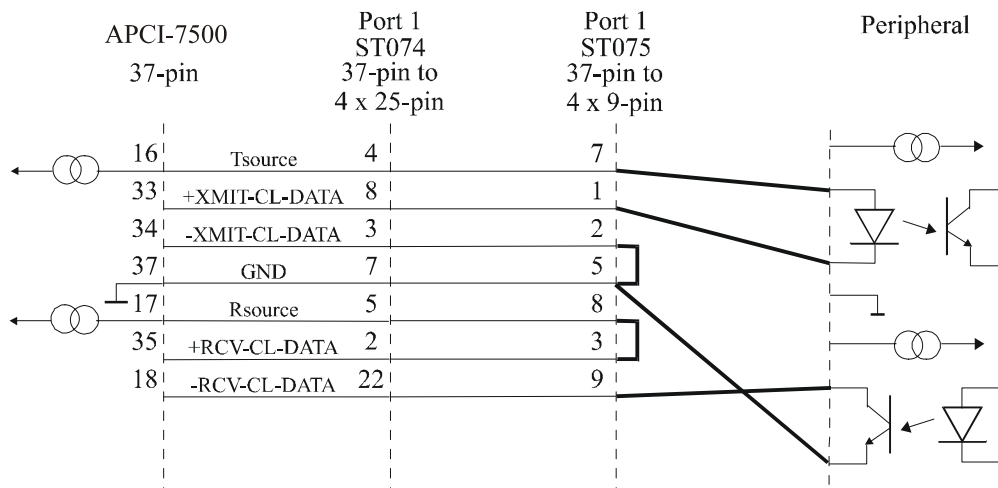 APCI-7500
37-pin
Port 1
ST074
37-pin to
4 x 25-pin
Port 1
ST075
37-pin to
4 x 9-pin
Peripheral
16 Tsource 4 7
33 +XMIT-CL-DATA 8 1
34 -XMIT-CL-DATA 3 2
37 GND 7 5
17 Rsource 5 8
35 +RCV-CL-DATA 2 3
18 -RCV-CL-DATA 22 9